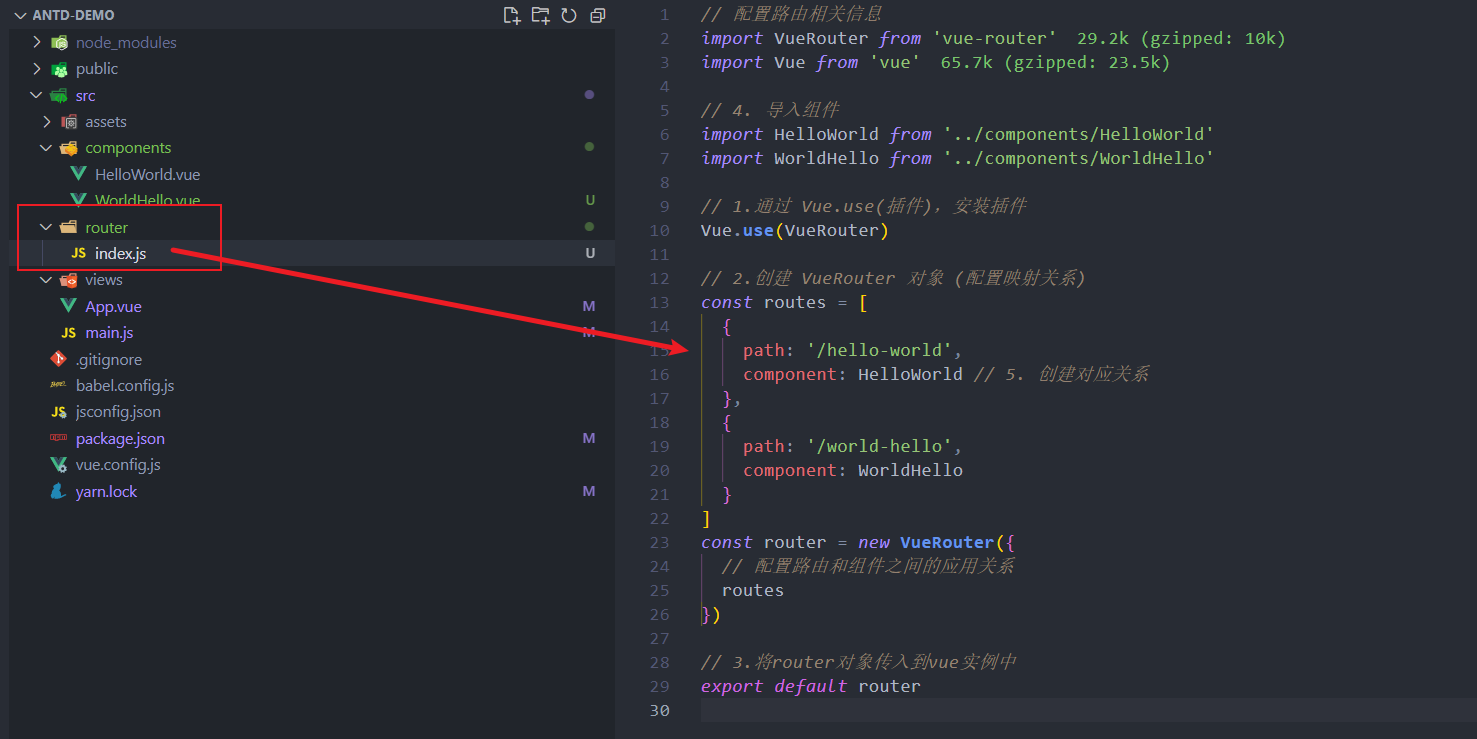 ANTD-DEMO
node_modules
public
src
assets
components
HelloWorld.vue
WorldHello.vue U
router
JS index.js U
views
App.vue M
JS main.js M
.gitignore
babel.config.js
JS jsconfig.json
package.json M
vue.config.js
yarn.lock M
1 // 配置路由相关信息
2 import VueRouter from 'vue-router' 29.2k (gzipped: 10k)
3 import Vue from 'vue' 65.7k (gzipped: 23.5k)
4
5 // 4. 导入组件
6 import HelloWorld from '../components/HelloWorld'
7 import WorldHello from '../components/WorldHello'
8
9 // 1.通过 Vue.use(插件)，安装插件
10 Vue.use(VueRouter)
11
12 // 2.创建 VueRouter 对象 (配置映射关系)
13 const routes = [
14 {
15 path: '/hello-world',
16 component: HelloWorld // 5. 创建对应关系
17 },
18 {
19 path: '/world-hello',
20 component: WorldHello
21 }
22 ]
23 const router = new VueRouter({
24 // 配置路由和组件之间的应用关系
25 routes
26 })
27
28 // 3.将router对象传入到vue实例中
29 export default router
30